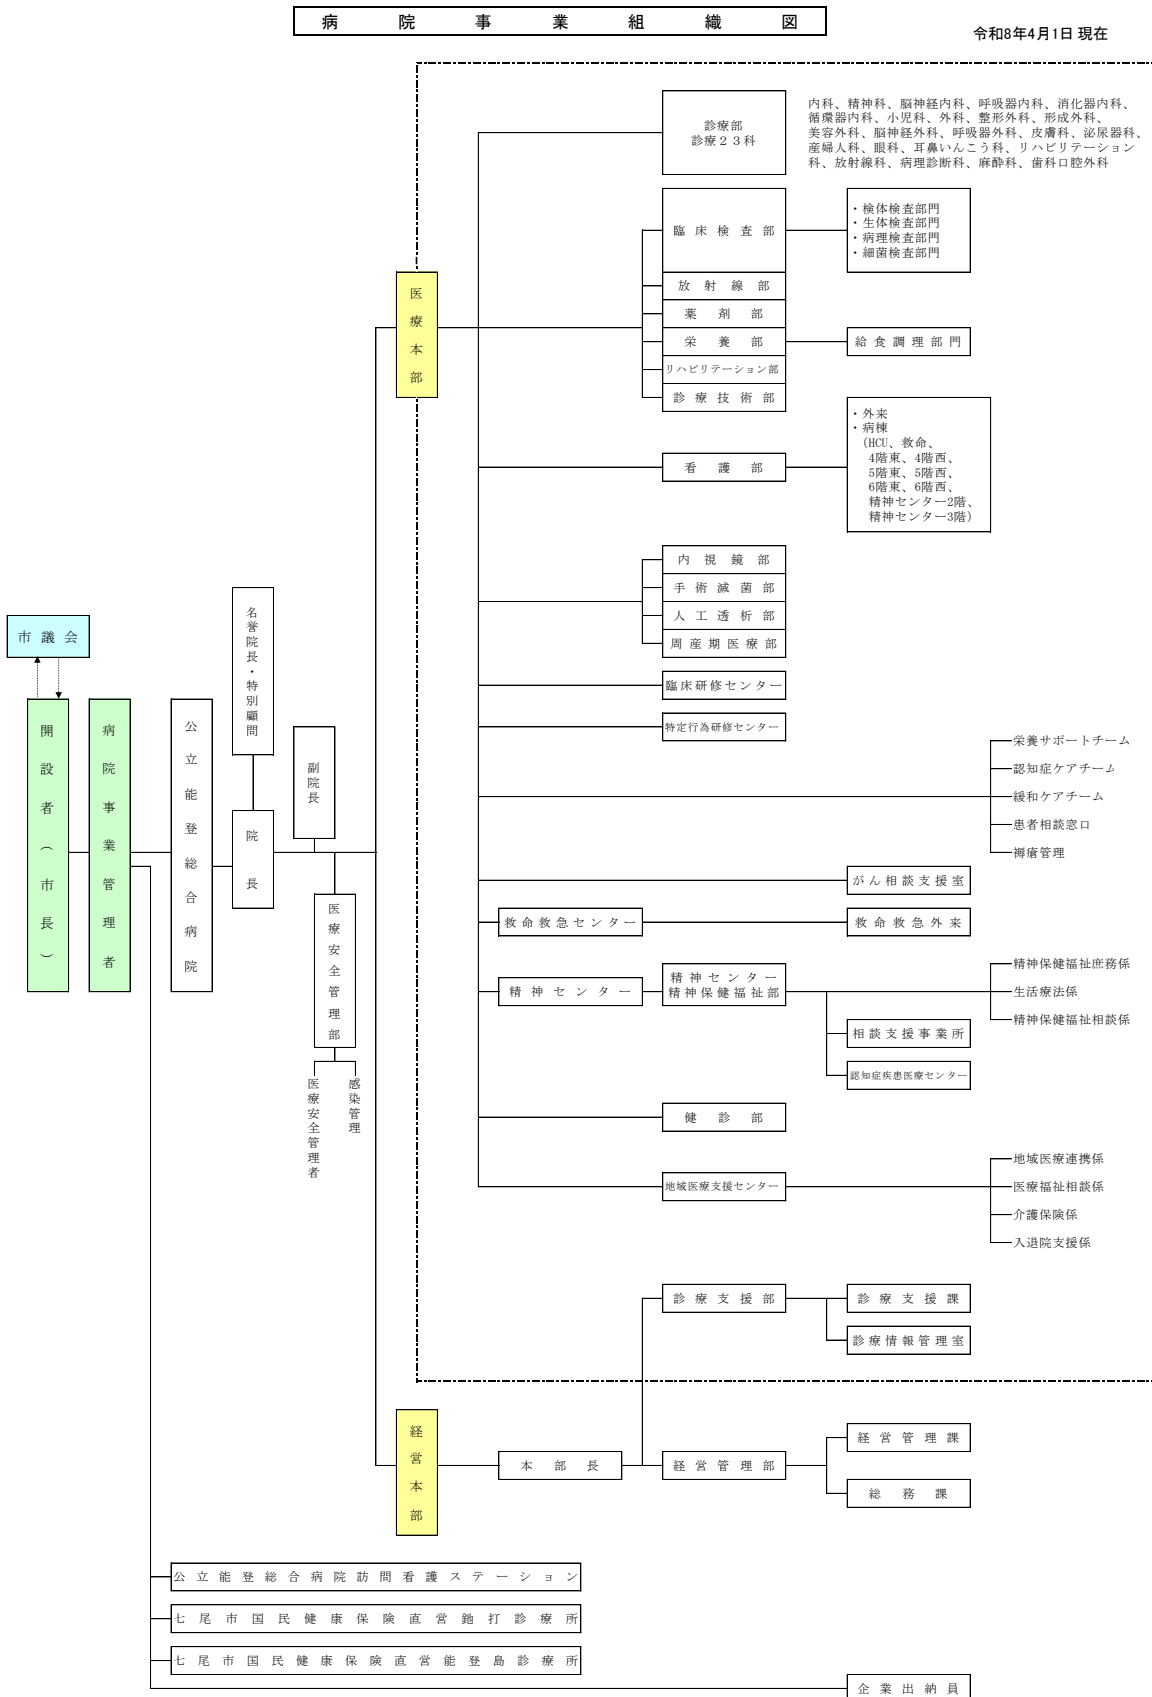 病院事業組織図
令和8年4月1日 現在
診療部
診療２３科
内科、精神科、脳神経内科、呼吸器内科、消化器内科、
循環器内科、小児科、外科、整形外科、形成外科、
美容外科、脳神経外科、呼吸器外科、皮膚科、泌尿器科、
産婦人科、眼科、耳鼻いんこう科、リハビリテーション
科、放射線科、病理診断科、麻酔科、歯科口腔外科
臨床検査部
・検体検査部門
・生体検査部門
・病理検査部門
・細菌検査部門
医療本部
放射線部
薬剤部
栄養部
給食調理部門
リハビリテーション部
診療技術部
看護部
・外来
・病棟
（HCU、救命、
4階東、4階西、
5階東、5階西、
6階東、6階西、
精神センター2階、
精神センター3階）
内視鏡部
手術滅菌部
人工透析部
周産期医療部
臨床研修センター
特定行為研修センター
市議会
開設者（市長）
病院事業管理者
公立能登総合病院
名誉院長・特別顧問
院長
副院長
医療安全管理部
医療安全管理者
感染管理
栄養サポートチーム
認知症ケアチーム
緩和ケアチーム
患者相談窓口
褥瘡管理
がん相談支援室
救命救急センター
救命救急外来
精神センター
精神センター
精神保健福祉部
精神保健福祉庶務係
生活療法係
精神保健福祉相談係
相談支援事業所
認知症疾患医療センター
健診部
地域医療支援センター
地域医療連携係
医療福祉相談係
介護保険係
入退院支援係
診療支援部
診療支援課
診療情報管理室
経営本部
本部長
経営管理部
経営管理課
総務課
公立能登総合病院訪問看護ステーション
七尾市国民健康保険直営鉇打診療所
七尾市国民健康保険直営能登島診療所
企業出納員